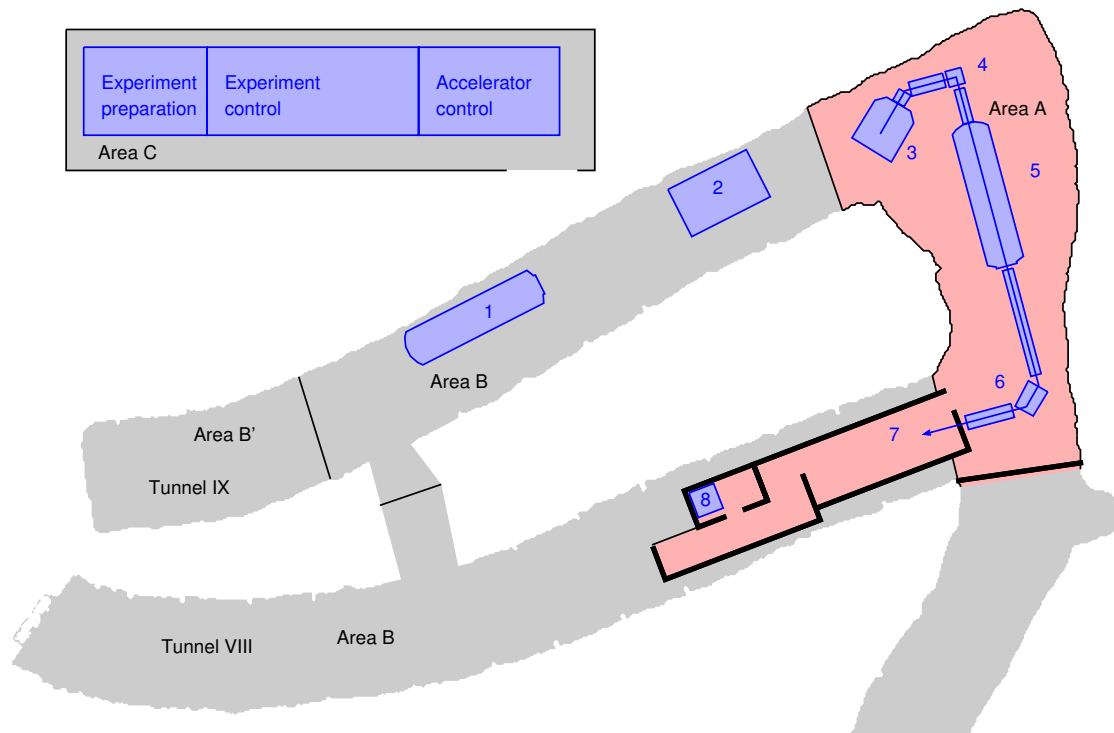 Experiment preparation
Experiment control
Accelerator control
Area C
4
Area A
3
5
2
1
Area B
6
Area B'
7
Tunnel IX
8
Area B
Tunnel VIII